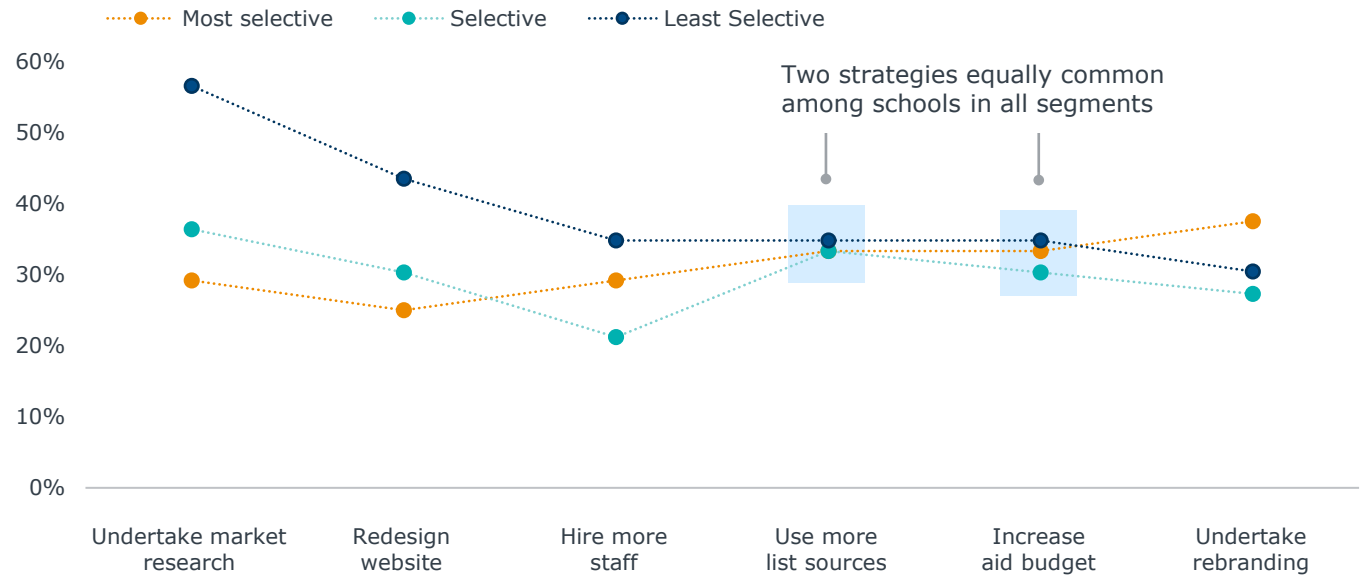 Most selective
Selective
Least Selective
60%
Two strategies equally common
among schools in all segments
50%
40%
30%
20%
10%
0%
Undertake market
research
Redesign
website
Hire more
staff
Use more
list sources
Increase
aid budget
Undertake
rebranding